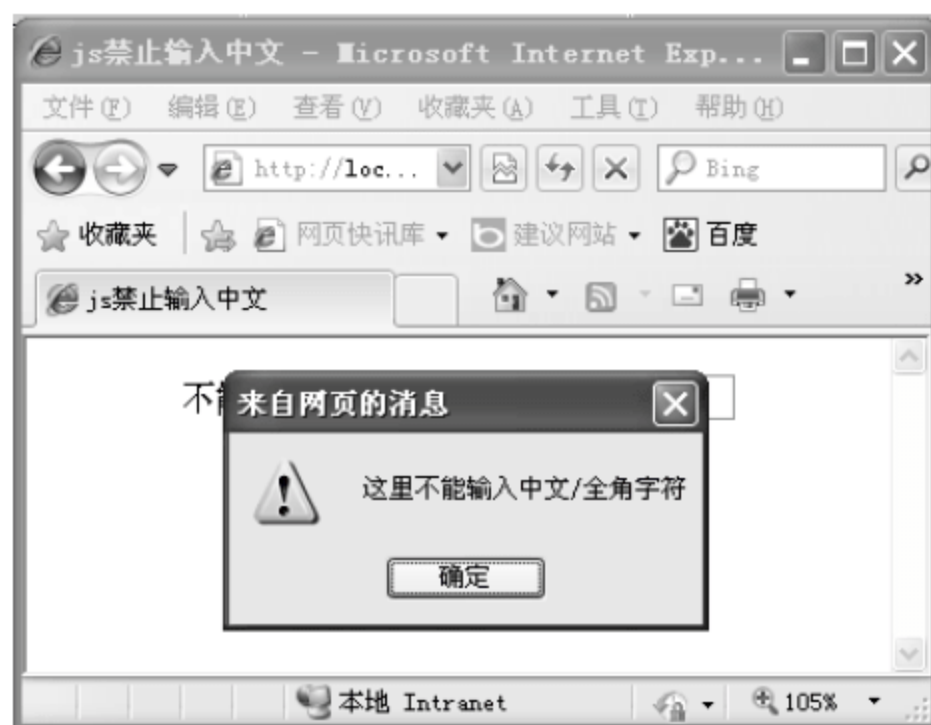 js禁止输入中文 - Microsoft Internet Exp...
文件(F) 编辑(E) 查看(V) 收藏夹(A) 工具(T) 帮助(H)
http://loc... Bing
收藏夹 网页快讯库 建议网站 百度
js禁止输入中文 »
不
来自网页的消息
这里不能输入中文/全角字符
确定
本地 Intranet 105%